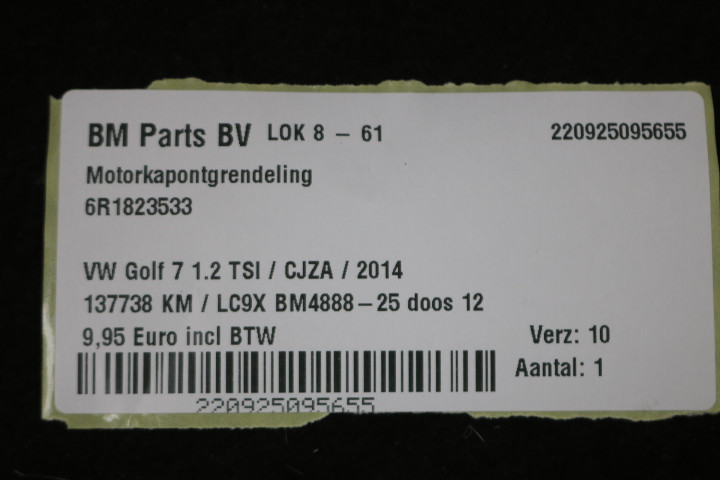 BM Parts BV LOK 8 - 61 220925095655
Motorkapontgrendeling
6R1823533
VW Golf 7 1.2 TSI / CJZA / 2014
137738 KM / LC9X BM4888-25 doos 12
9,95 Euro incl BTW Verz: 10
Aantal: 1
220925095655